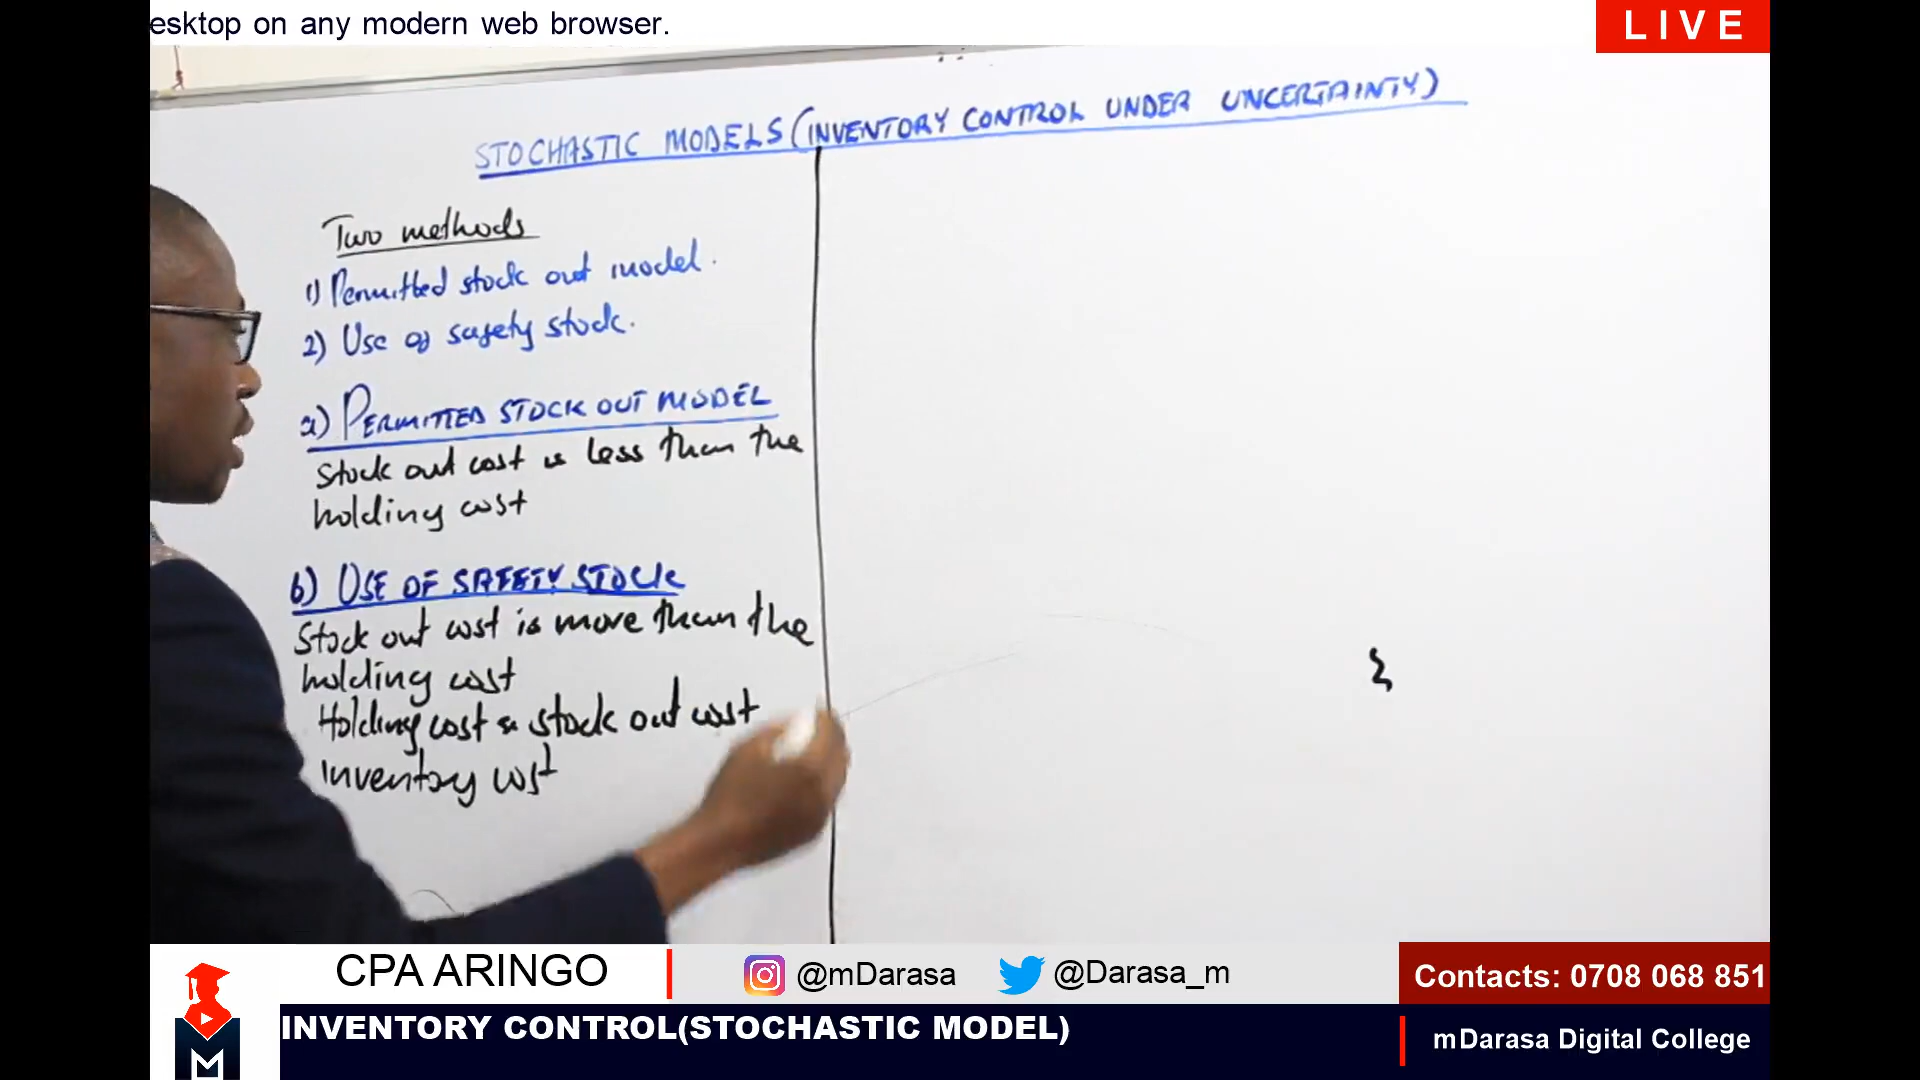 esktop on any modern web browser.
LIVE
STOCHASTIC MODELS (INVENTORY CONTROL UNDER UNCERTAINTY)
Two methods
1) Permitted stock out model.
2) Use of safety stock.
a) PERMITTED STOCK OUT MODEL
Stock out cost is less than the
holding cost
b) USE OF SAFETY STOCK
Stock out cost is more than the
holding cost
Holding cost & stock out cost
Inventory cost
CPA ARINGO
@mDarasa
@Darasa_m
Contacts: 0708 068 851
M
INVENTORY CONTROL(STOCHASTIC MODEL)
mDarasa Digital College